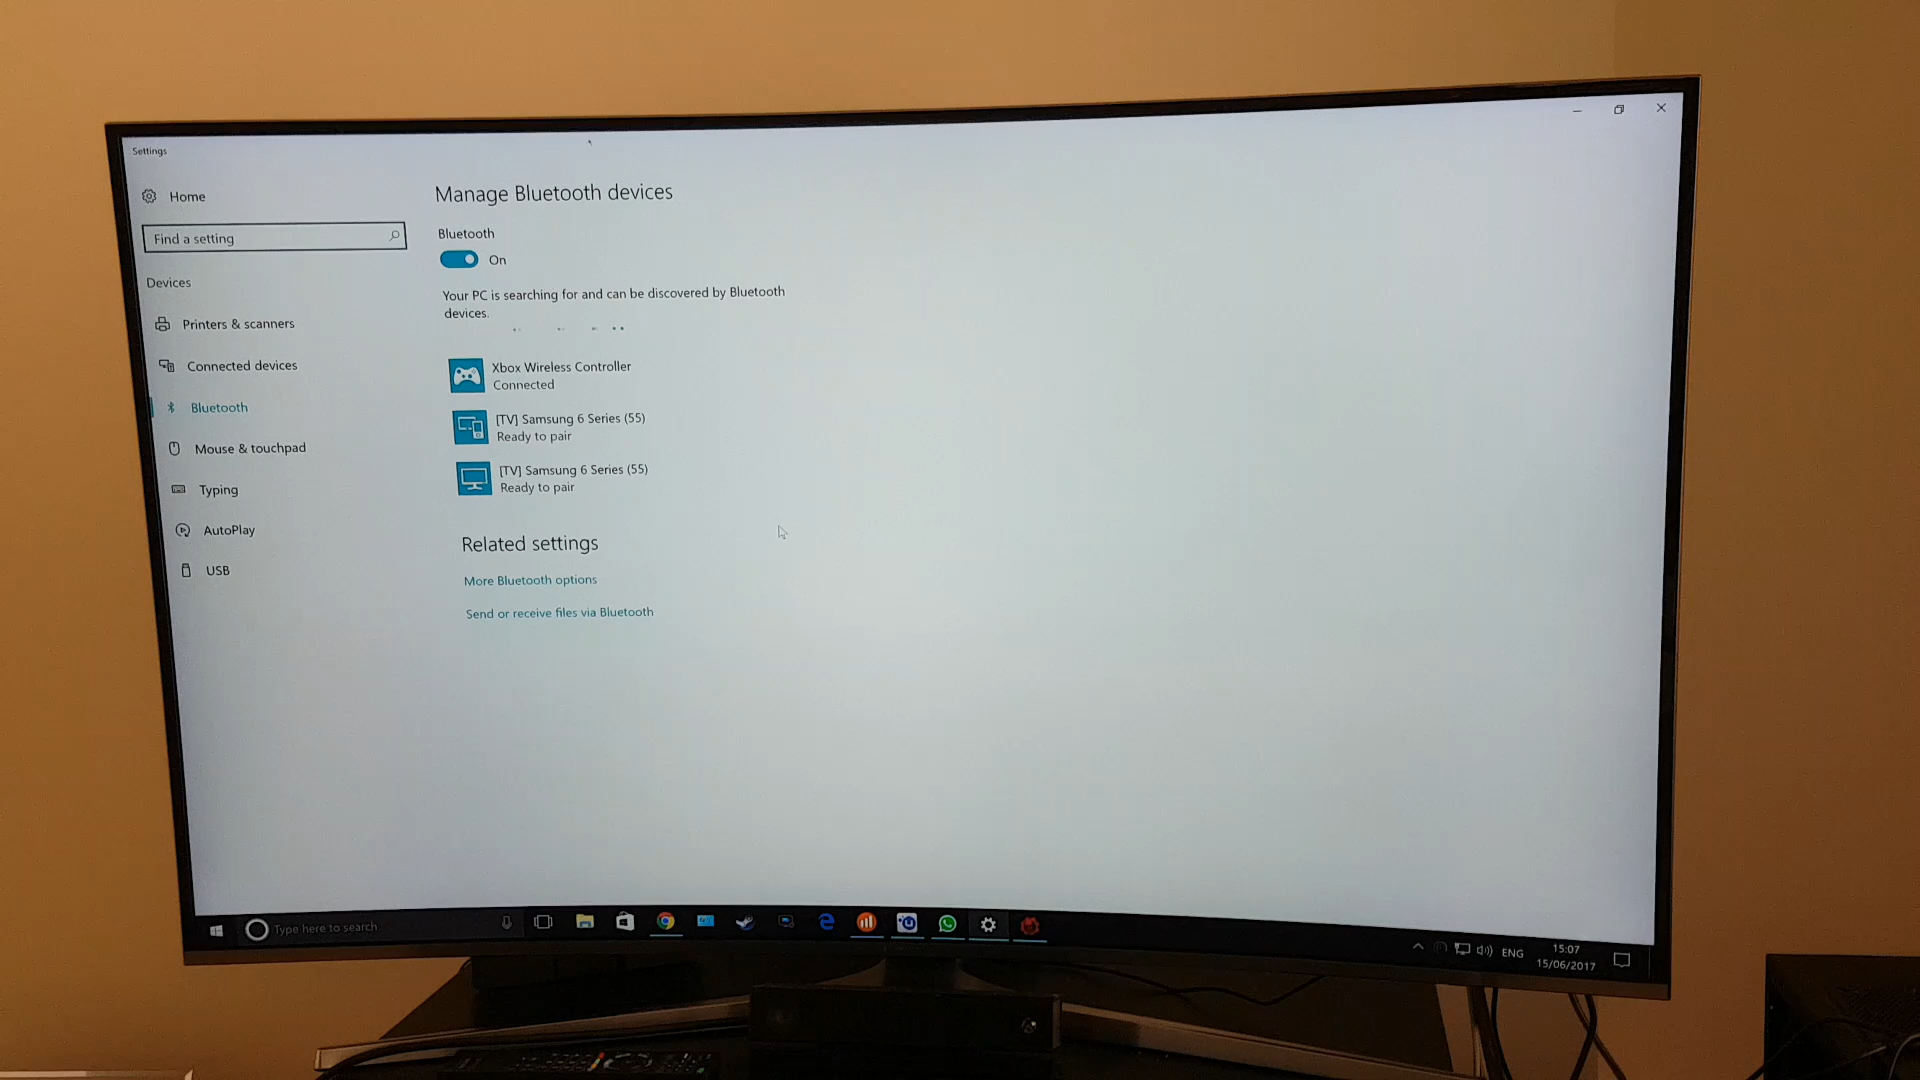 Settings
Home
Find a setting
Devices
Printers & scanners
Connected devices
Bluetooth
Mouse & touchpad
Typing
AutoPlay
USB
Manage Bluetooth devices
Bluetooth
On
Your PC is searching for and can be discovered by Bluetooth
devices.
Xbox Wireless Controller
Connected
[TV] Samsung 6 Series (55)
Ready to pair
[TV] Samsung 6 Series (55)
Ready to pair
Related settings
More Bluetooth options
Send or receive files via Bluetooth
Type here to search
ENG
15:07
15/06/2017